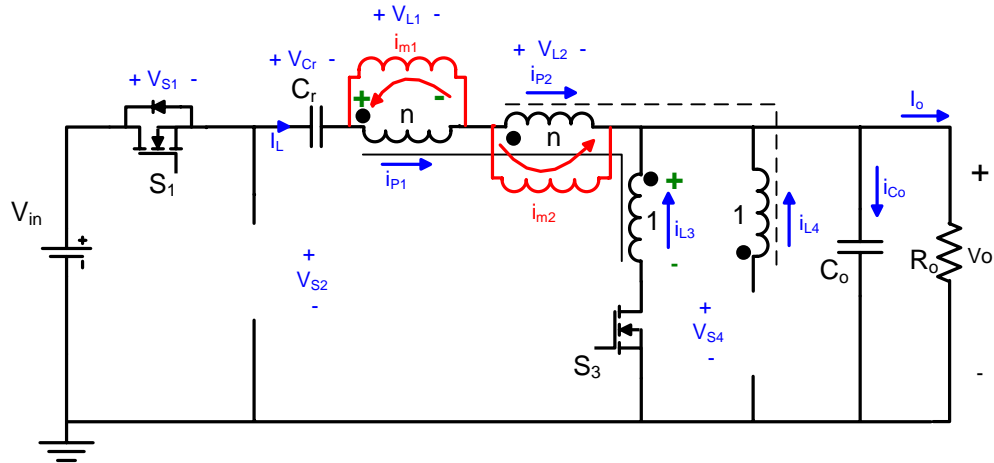 + V_L1 -
i_m1
+ V_Cr -
+ V_L2 -
i_P2
+ V_S1 -
C_r
+ -
n
n
I_o
I_L
S_1
i_P1
i_m2
V_in
+
-
+
V_S2
-
+
1
i_L3
-
1
i_L4
i_Co
+
C_o
R_o
Vo
-
S_3
+
V_S4
-